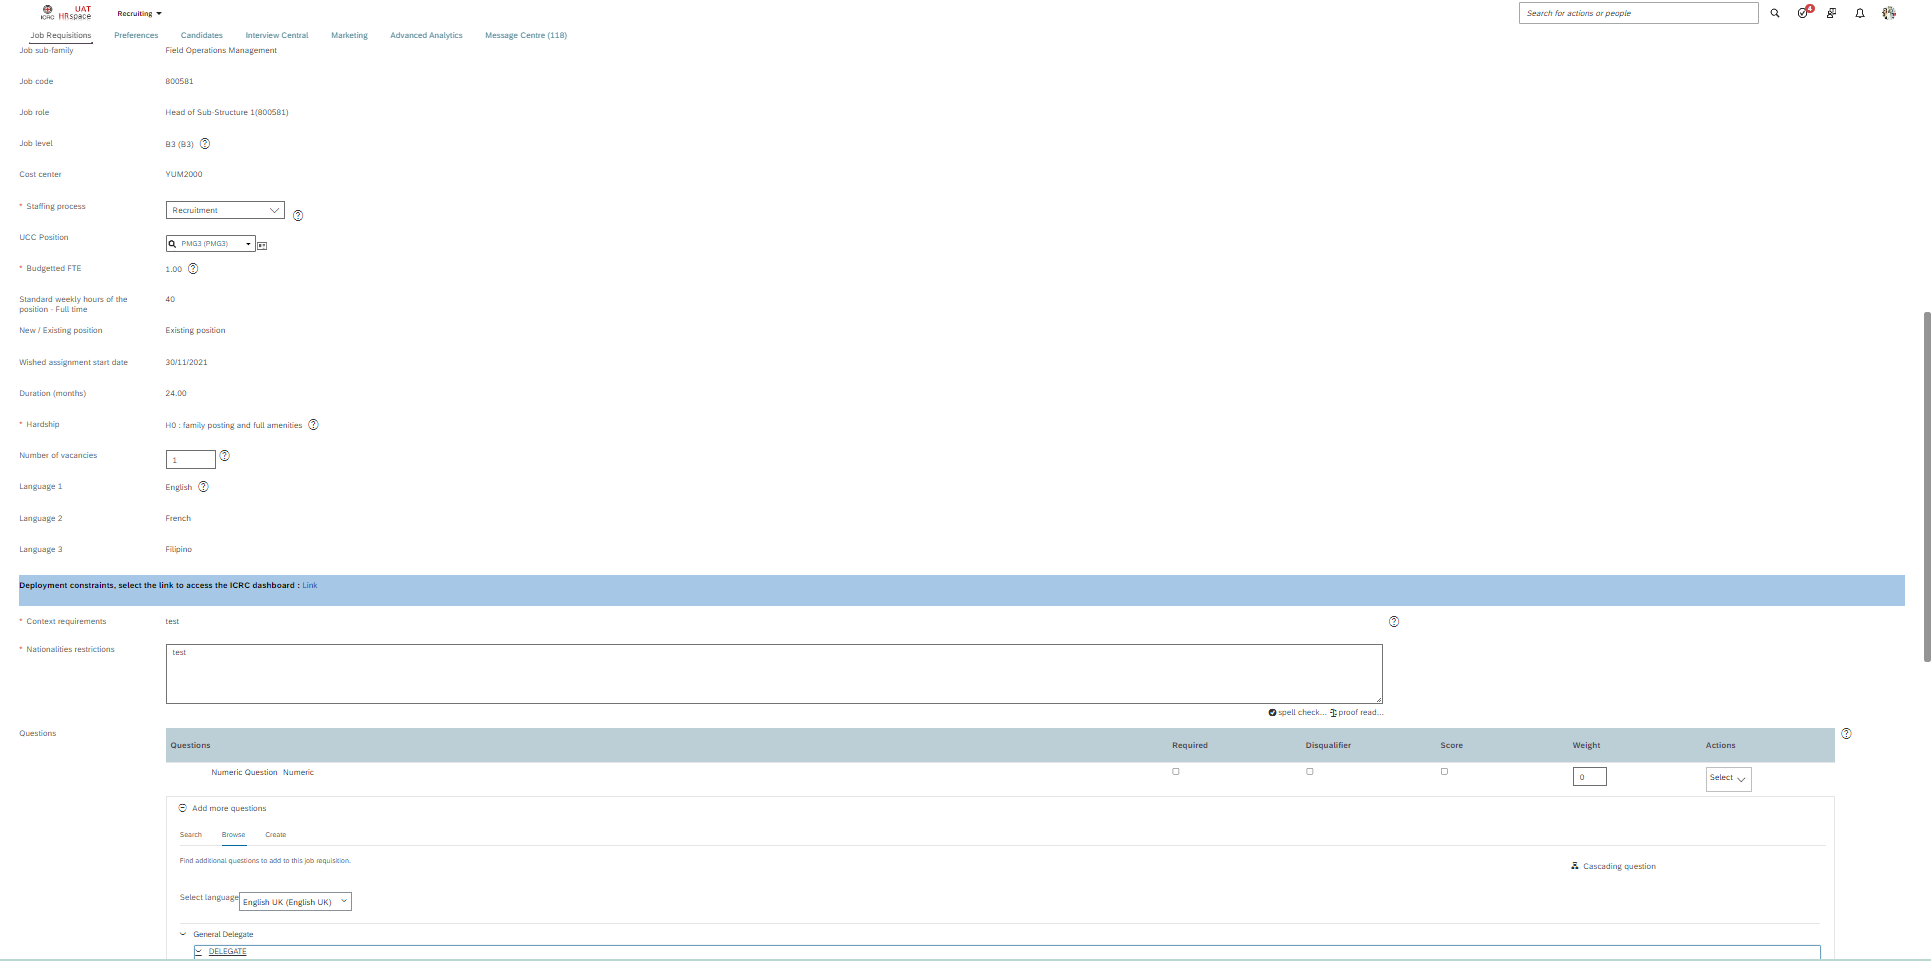 ICRC
UAT
HRspace
Recruiting
Search for actions or people
4
Job Requisitions
Preferences
Candidates
Interview Central
Marketing
Advanced Analytics
Message Centre (118)
Job sub-family
Field Operations Management
Job code
800581
Job role
Head of Sub-Structure 1(800581)
Job level
B3 (B3)
Cost center
YUM2000
* Staffing process
Recruitment
UCC Position
PMG3 (PMG3)
* Budgetted FTE
1.00
Standard weekly hours of the
position - Full time
40
New / Existing position
Existing position
Wished assignment start date
30/11/2021
Duration (months)
24.00
* Hardship
H0 : family posting and full amenities
Number of vacancies
1
Language 1
English
Language 2
French
Language 3
Filipino
Deployment constraints, select the link to access the ICRC dashboard : Link
* Context requirements
test
* Nationalities restrictions
test
spell check... proof read...
Questions
Questions
Required
Disqualifier
Score
Weight
Actions
Numeric Question Numeric
0
Select
Add more questions
Search
Browse
Create
Find additional questions to add to this job requisition.
Cascading question
Select language
English UK (English UK)
General Delegate
DELEGATE